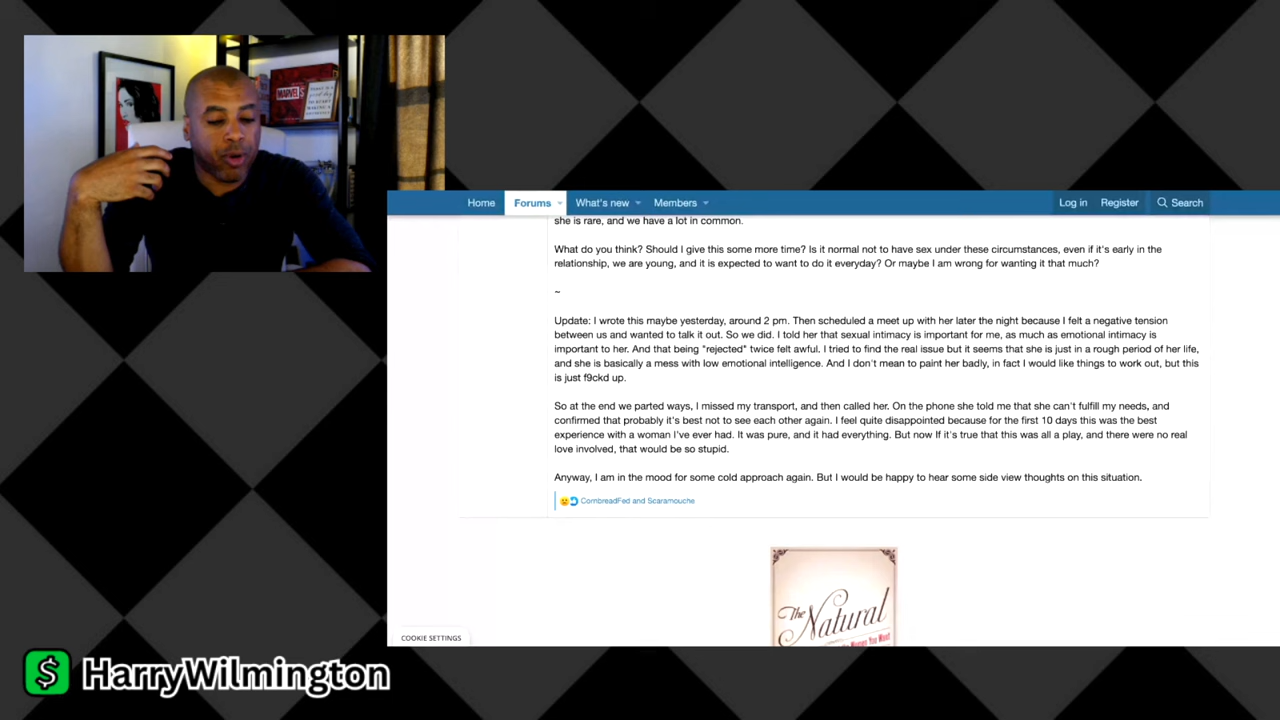 MARVEL
Home
Forums
What's new
Members
Log in
Register
Search
she is rare, and we have a lot in common.
What do you think? Should I give this some more time? Is it normal not to have sex under these circumstances, even if it's early in the
relationship, we are young, and it is expected to want to do it everyday? Or maybe I am wrong for wanting it that much?
~
Update: I wrote this maybe yesterday, around 2 pm. Then scheduled a meet up with her later the night because I felt a negative tension
between us and wanted to talk it out. So we did. I told her that sexual intimacy is important for me, as much as emotional intimacy is
important to her. And that being "rejected" twice felt awful. I tried to find the real issue but it seems that she is just in a rough period of her life,
and she is basically a mess with low emotional intelligence. And I don't mean to paint her badly, in fact I would like things to work out, but this
is just f9ckd up.
So at the end we parted ways, I missed my transport, and then called her. On the phone she told me that she can't fulfill my needs, and
confirmed that probably it's best not to see each other again. I feel quite disappointed because for the first 10 days this was the best
experience with a woman I've ever had. It was pure, and it had everything. But now If it's true that this was all a play, and there were no real
love involved, that would be so stupid.
Anyway, I am in the mood for some cold approach again. But I would be happy to hear some side view thoughts on this situation.
CornbreadFed and Scaramouche
The
Natural
COOKIE SETTINGS
$ HarryWilmington